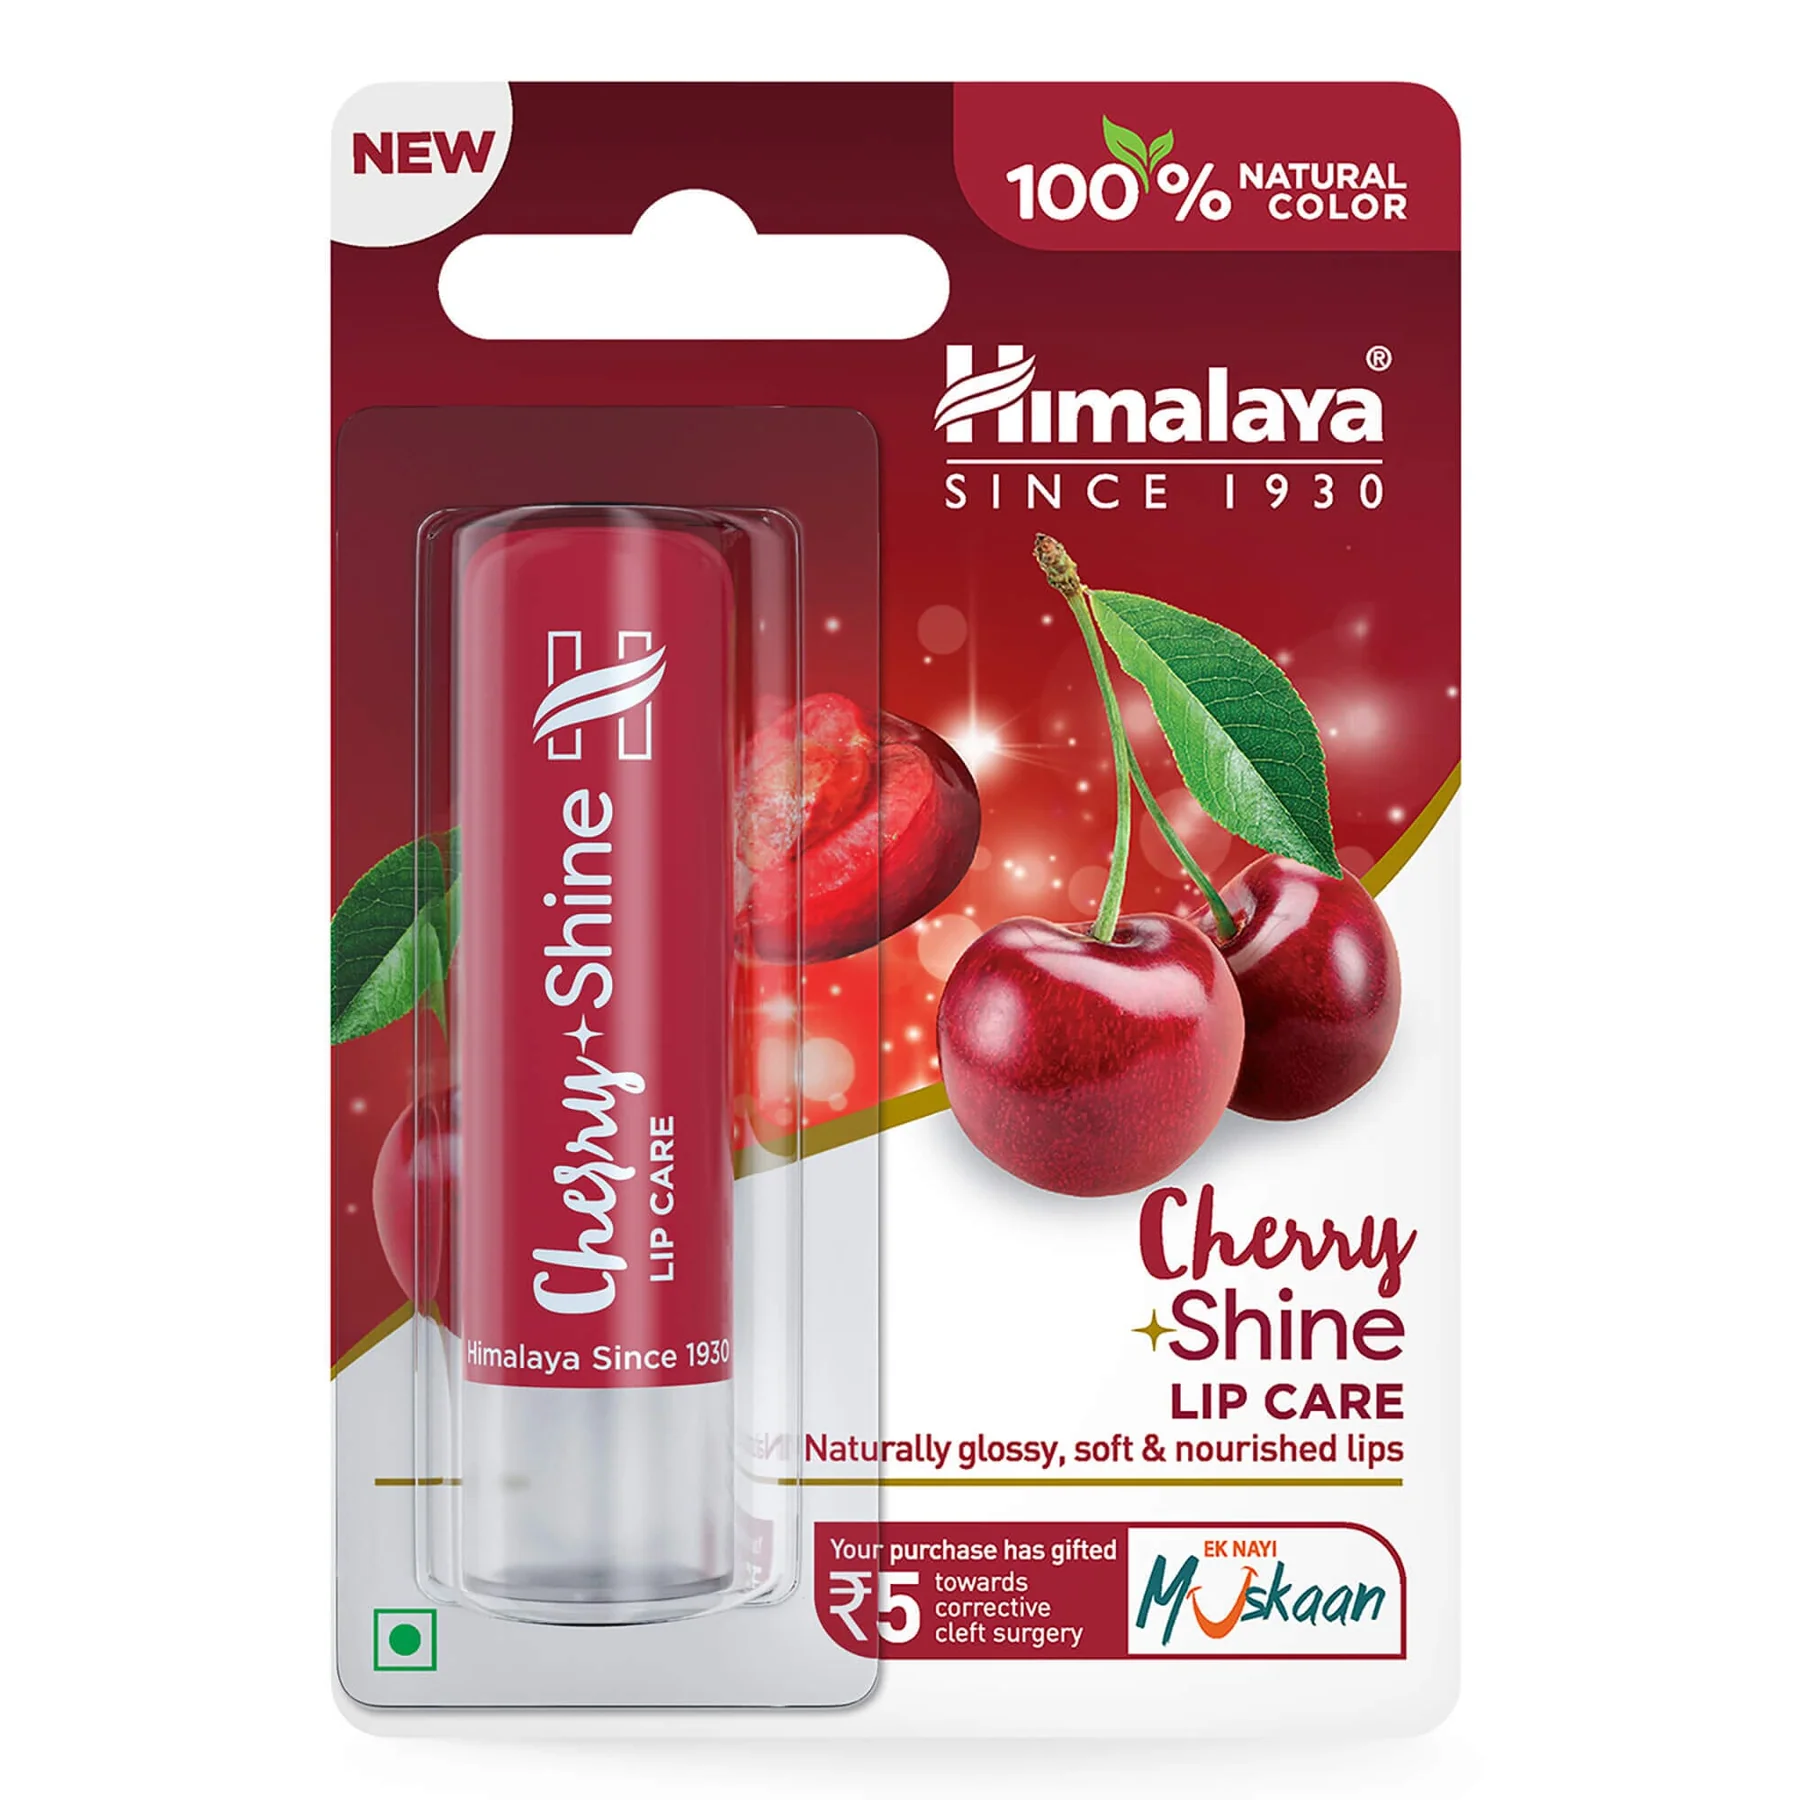 NEW
100% NATURAL
COLOR
Himalaya®
SINCE 1930
Cherry Shine
LIP CARE
Himalaya Since 1930
Cherry
Shine
LIP CARE
Naturally glossy, soft & nourished lips
Your purchase has gifted
₹5 towards
corrective
cleft surgery
EK NAYI
Muskaan